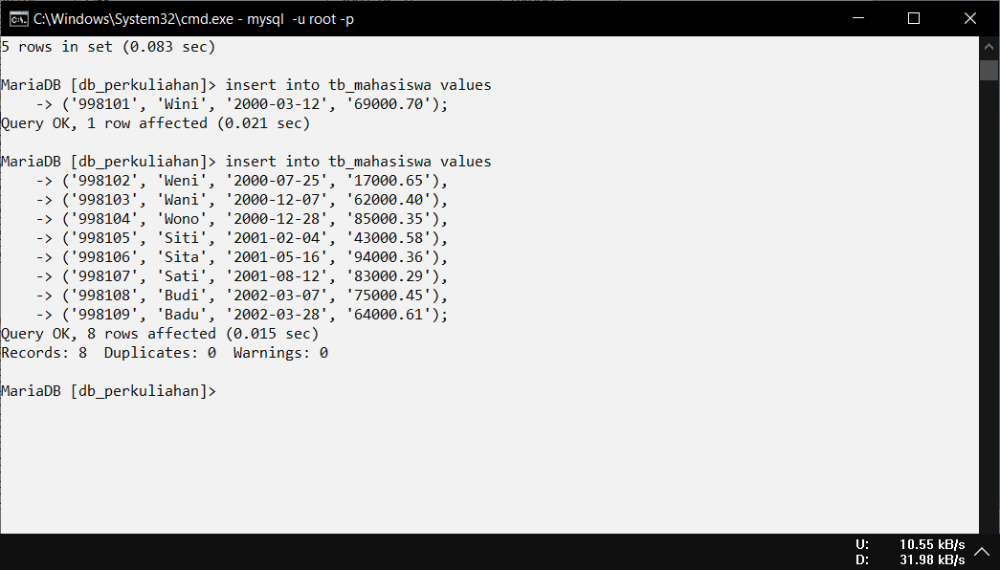 C:\Windows\System32\cmd.exe - mysql  -u root -p
5 rows in set (0.083 sec)
MariaDB [db_perkuliahan]> insert into tb_mahasiswa values
    -> ('998101', 'Wini', '2000-03-12', '69000.70');
Query OK, 1 row affected (0.021 sec)
MariaDB [db_perkuliahan]> insert into tb_mahasiswa values
    -> ('998102', 'Weni', '2000-07-25', '17000.65'),
    -> ('998103', 'Wani', '2000-12-07', '62000.40'),
    -> ('998104', 'Wono', '2000-12-28', '85000.35'),
    -> ('998105', 'Siti', '2001-02-04', '43000.58'),
    -> ('998106', 'Sita', '2001-05-16', '94000.36'),
    -> ('998107', 'Sati', '2001-08-12', '83000.29'),
    -> ('998108', 'Budi', '2002-03-07', '75000.45'),
    -> ('998109', 'Badu', '2002-03-28', '64000.61');
Query OK, 8 rows affected (0.015 sec)
Records: 8  Duplicates: 0  Warnings: 0
MariaDB [db_perkuliahan]>
U: 10.55 kB/s
D: 31.98 kB/s